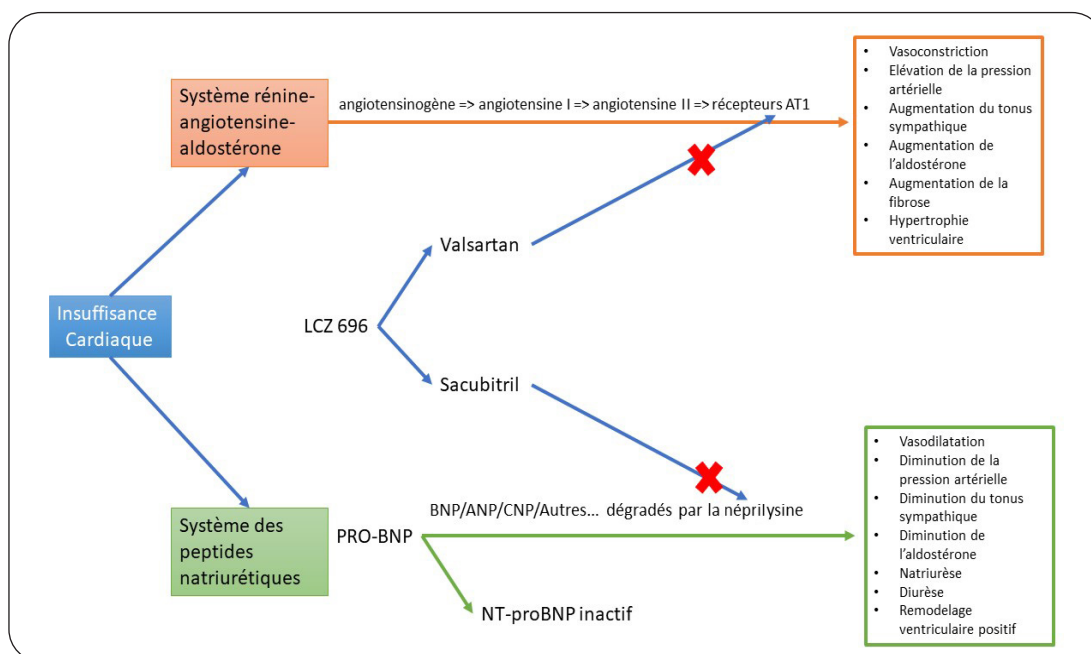 Système rénine-
angiotensine-
aldostérone
angiotensinogène => angiotensine I => angiotensine II => récepteurs AT1
• Vasoconstriction
• Elévation de la pression
artérielle
• Augmentation du tonus
sympathique
• Augmentation de
l'aldostérone
• Augmentation de la
fibrose
• Hypertrophie
ventriculaire
Valsartan
Insuffisance
Cardiaque
LCZ 696
Sacubitril
Système des
peptides
natriurétiques
PRO-BNP
BNP/ANP/CNP/Autres... dégradés par la néprilysine
NT-proBNP inactif
• Vasodilatation
• Diminution de la
pression artérielle
• Diminution du tonus
sympathique
• Diminution de
l'aldostérone
• Natriurèse
• Diurèse
• Remodelage
ventriculaire positif